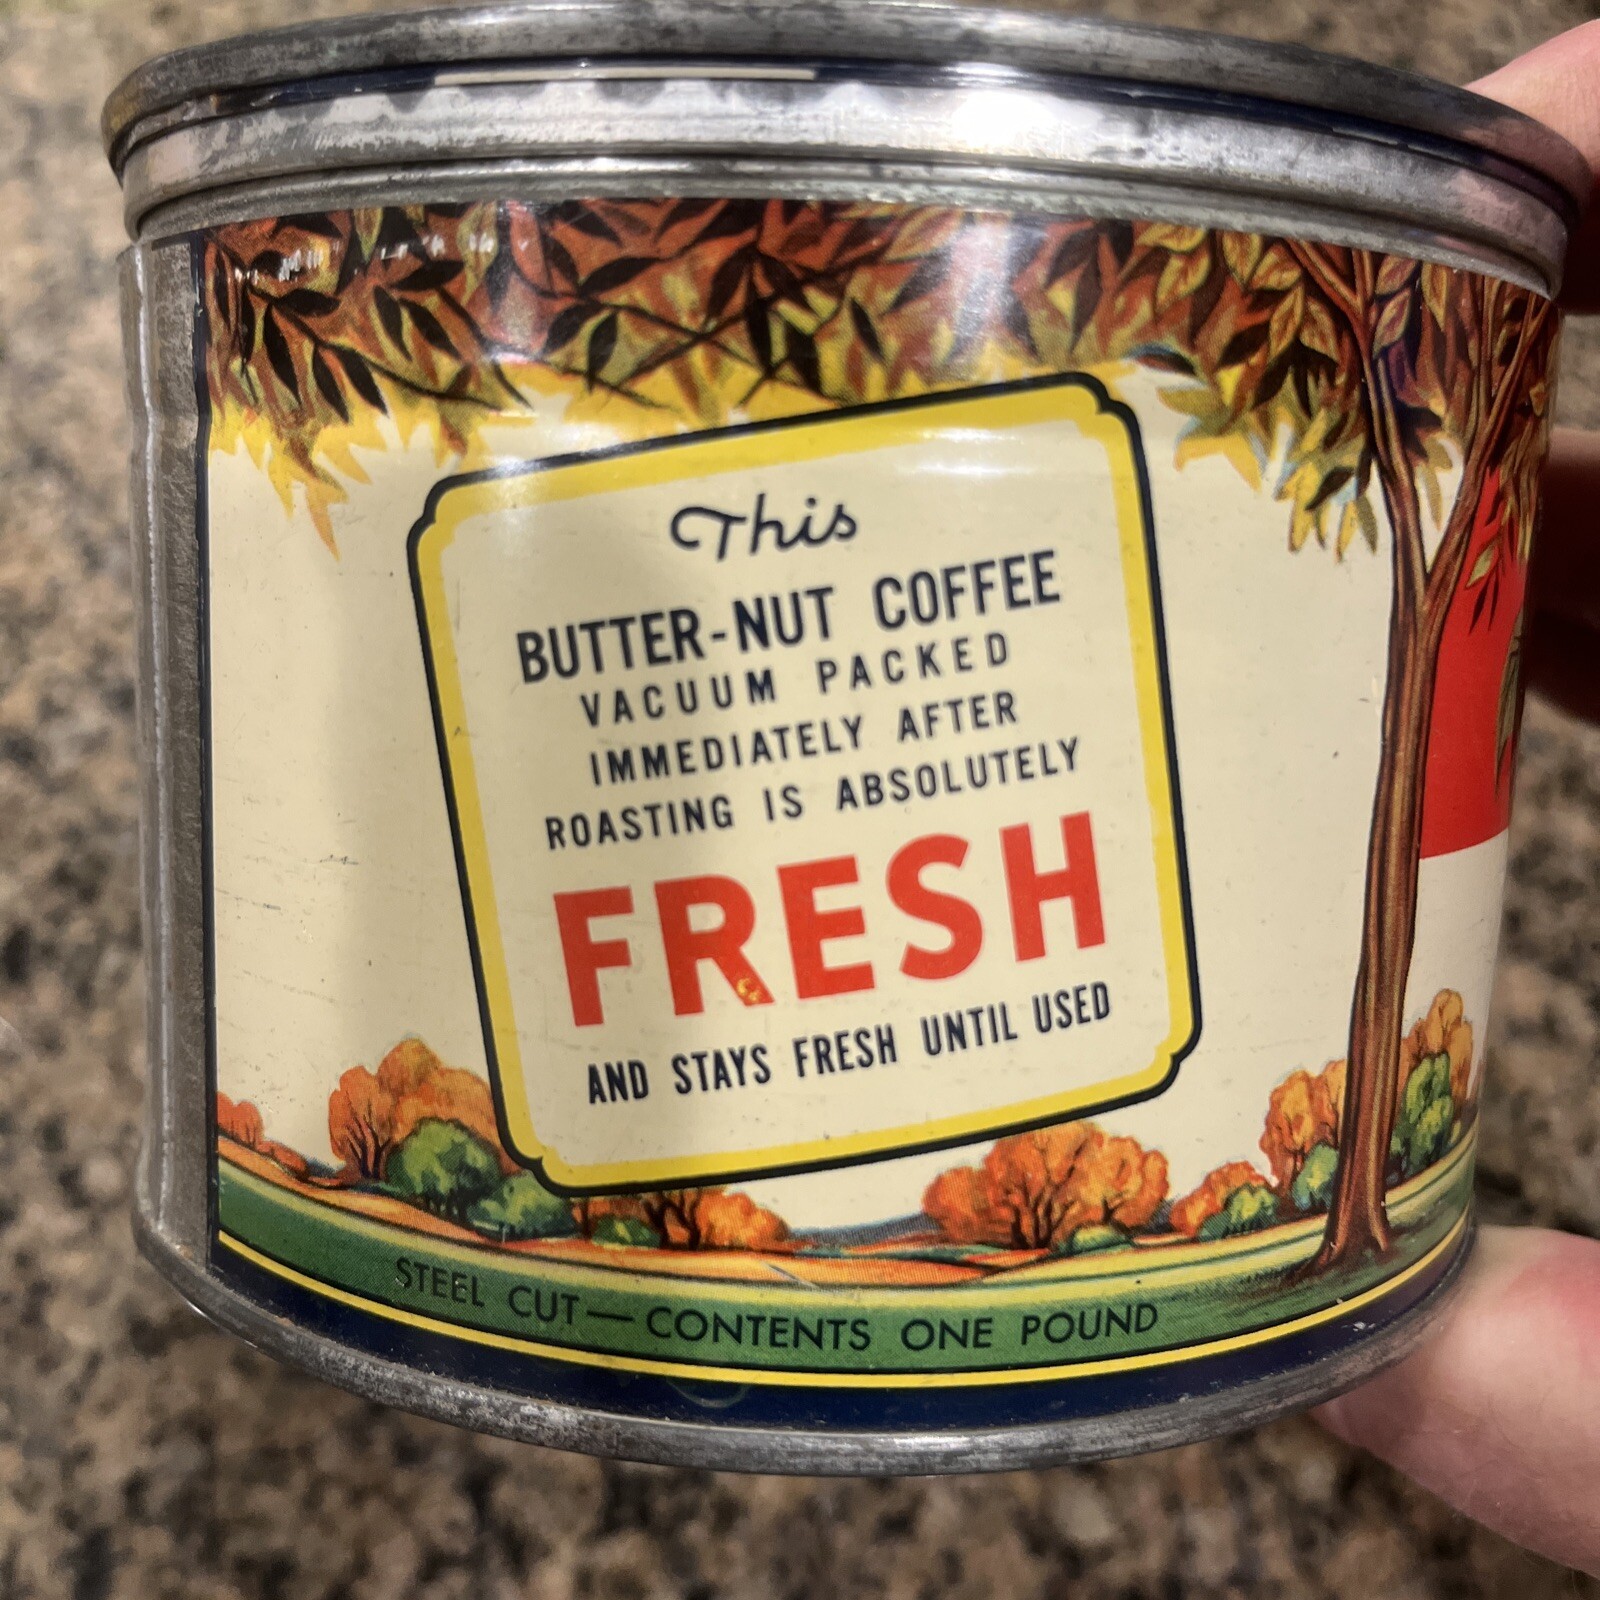 This
BUTTER-NUT COFFEE
VACUUM PACKED
IMMEDIATELY AFTER
ROASTING IS ABSOLUTELY
FRESH
AND STAYS FRESH UNTIL USED
STEEL CUT—CONTENTS ONE POUND